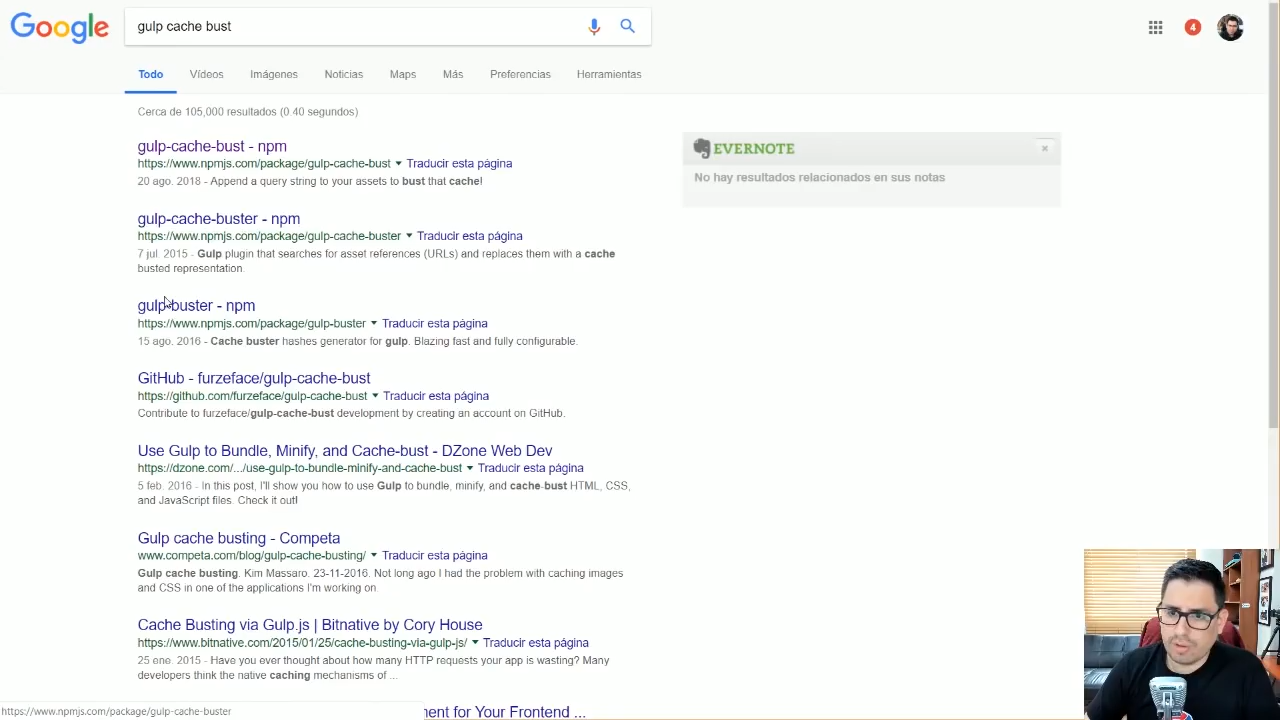 Google
gulp cache bust
4
Todo Vídeos Imágenes Noticias Maps Más Preferencias Herramientas
Cerca de 105,000 resultados (0.40 segundos)
gulp-cache-bust - npm
https://www.npmjs.com/package/gulp-cache-bust ▼ Traducir esta página
20 ago. 2018 - Append a query string to your assets to bust that cache!
gulp-cache-buster - npm
https://www.npmjs.com/package/gulp-cache-buster ▼ Traducir esta página
7 jul. 2015 - Gulp plugin that searches for asset references (URLs) and replaces them with a cache
busted representation.
gulp-buster - npm
https://www.npmjs.com/package/gulp-buster ▼ Traducir esta página
15 ago. 2016 - Cache buster hashes generator for gulp. Blazing fast and fully configurable.
GitHub - furzeface/gulp-cache-bust
https://github.com/furzeface/gulp-cache-bust ▼ Traducir esta página
Contribute to furzeface/gulp-cache-bust development by creating an account on GitHub.
Use Gulp to Bundle, Minify, and Cache-bust - DZone Web Dev
https://dzone.com/.../use-gulp-to-bundle-minify-and-cache-bust ▼ Traducir esta página
5 feb. 2016 - In this post, I'll show you how to use Gulp to bundle, minify, and cache-bust HTML, CSS,
and JavaScript files. Check it out!
Gulp cache busting - Competa
www.competa.com/blog/gulp-cache-busting/ ▼ Traducir esta página
Gulp cache busting. Kim Massaro. 23-11-2016. I had the problem with caching images
and CSS in one of the applications I'm working on
Cache Busting via Gulp.js | Bitnative by Cory House
https://www.bitnative.com/2015/01/25/cache-busting-via-gulp-js/ ▼ Traducir esta página
25 ene. 2015 - Have you ever thought about how many HTTP requests your app is wasting? Many
developers think the native caching mechanisms of ...
for Your Frontend ...
https://www.npmjs.com/package/gulp-cache-buster
EVERNOTE
No hay resultados relacionados en sus notas